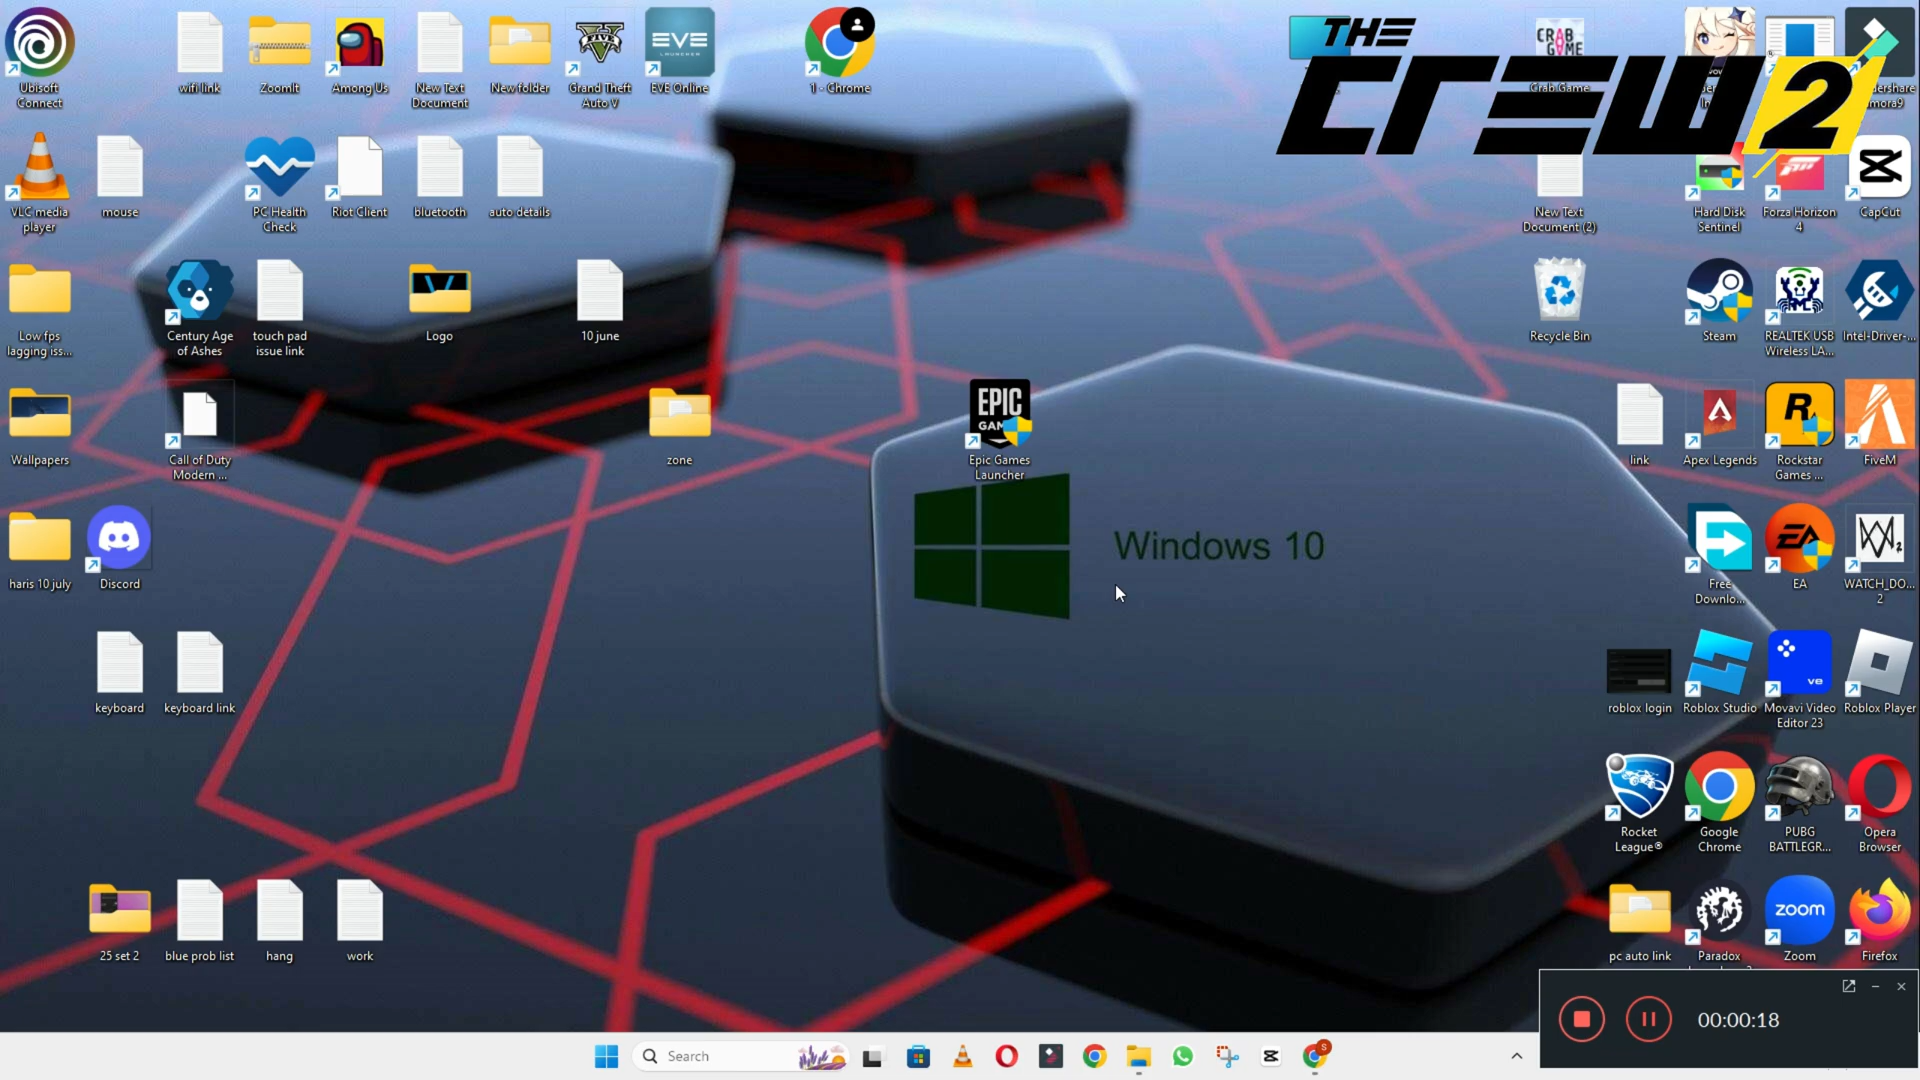 Ubisoft
Connect
wifi link
ZoomIt
Among Us
New Text
Document
New folder
Grand Theft
Auto V
EVE
LAUNCHER
EVE Online
1 - Chrome
THE
CREW 2
CRAB
GAME
Crab Game
VLC media
player
mouse
PC Health
Check
Riot Client
bluetooth
auto details
New Text
Document (2)
Hard Disk
Sentinel
Forza Horizon
4
CapCut
Low fps
lagging iss...
Century Age
of Ashes
touch pad
issue link
Logo
10 june
Recycle Bin
Steam
REALTEK USB
Wireless LA...
Intel-Driver-...
Wallpapers
Call of Duty
Modern ...
zone
EPIC
Epic Games
Launcher
link
Apex Legends
Rockstar
Games ...
FiveM
Windows 10
haris 10 july
Discord
Free
Downlo...
EA
EA
WATCH_DO...
2
keyboard
keyboard link
roblox login
Roblox Studio
ve
Movavi Video
Editor 23
Roblox Player
Rocket
League®
Google
Chrome
PUBG
BATTLEGR...
Opera
Browser
25 set 2
blue prob list
hang
work
pc auto link
Paradox
zoom
Zoom
Firefox
00:00:18
Search
S